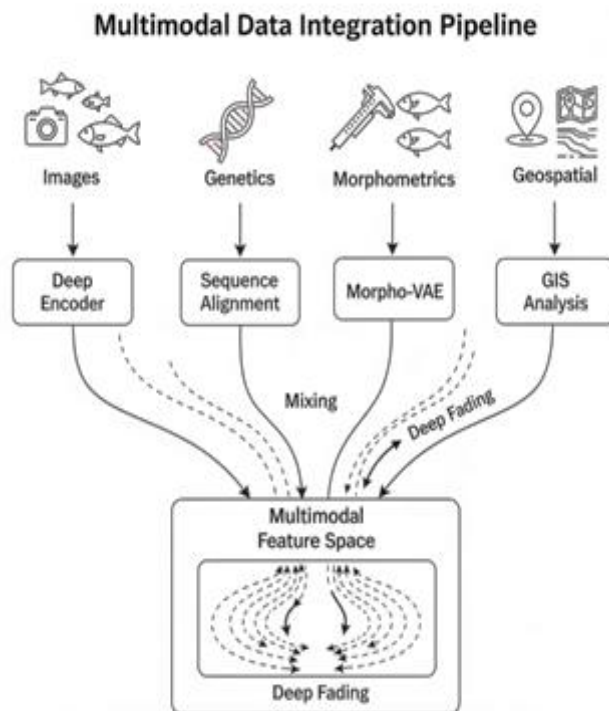 Multimodal Data Integration Pipeline
Images
Genetics
Morphometrics
Geospatial
Deep
Encoder
Sequence
Alignment
Morpho-VAE
GIS
Analysis
Mixing
Deep Fading
Multimodal
Feature Space
Deep Fading